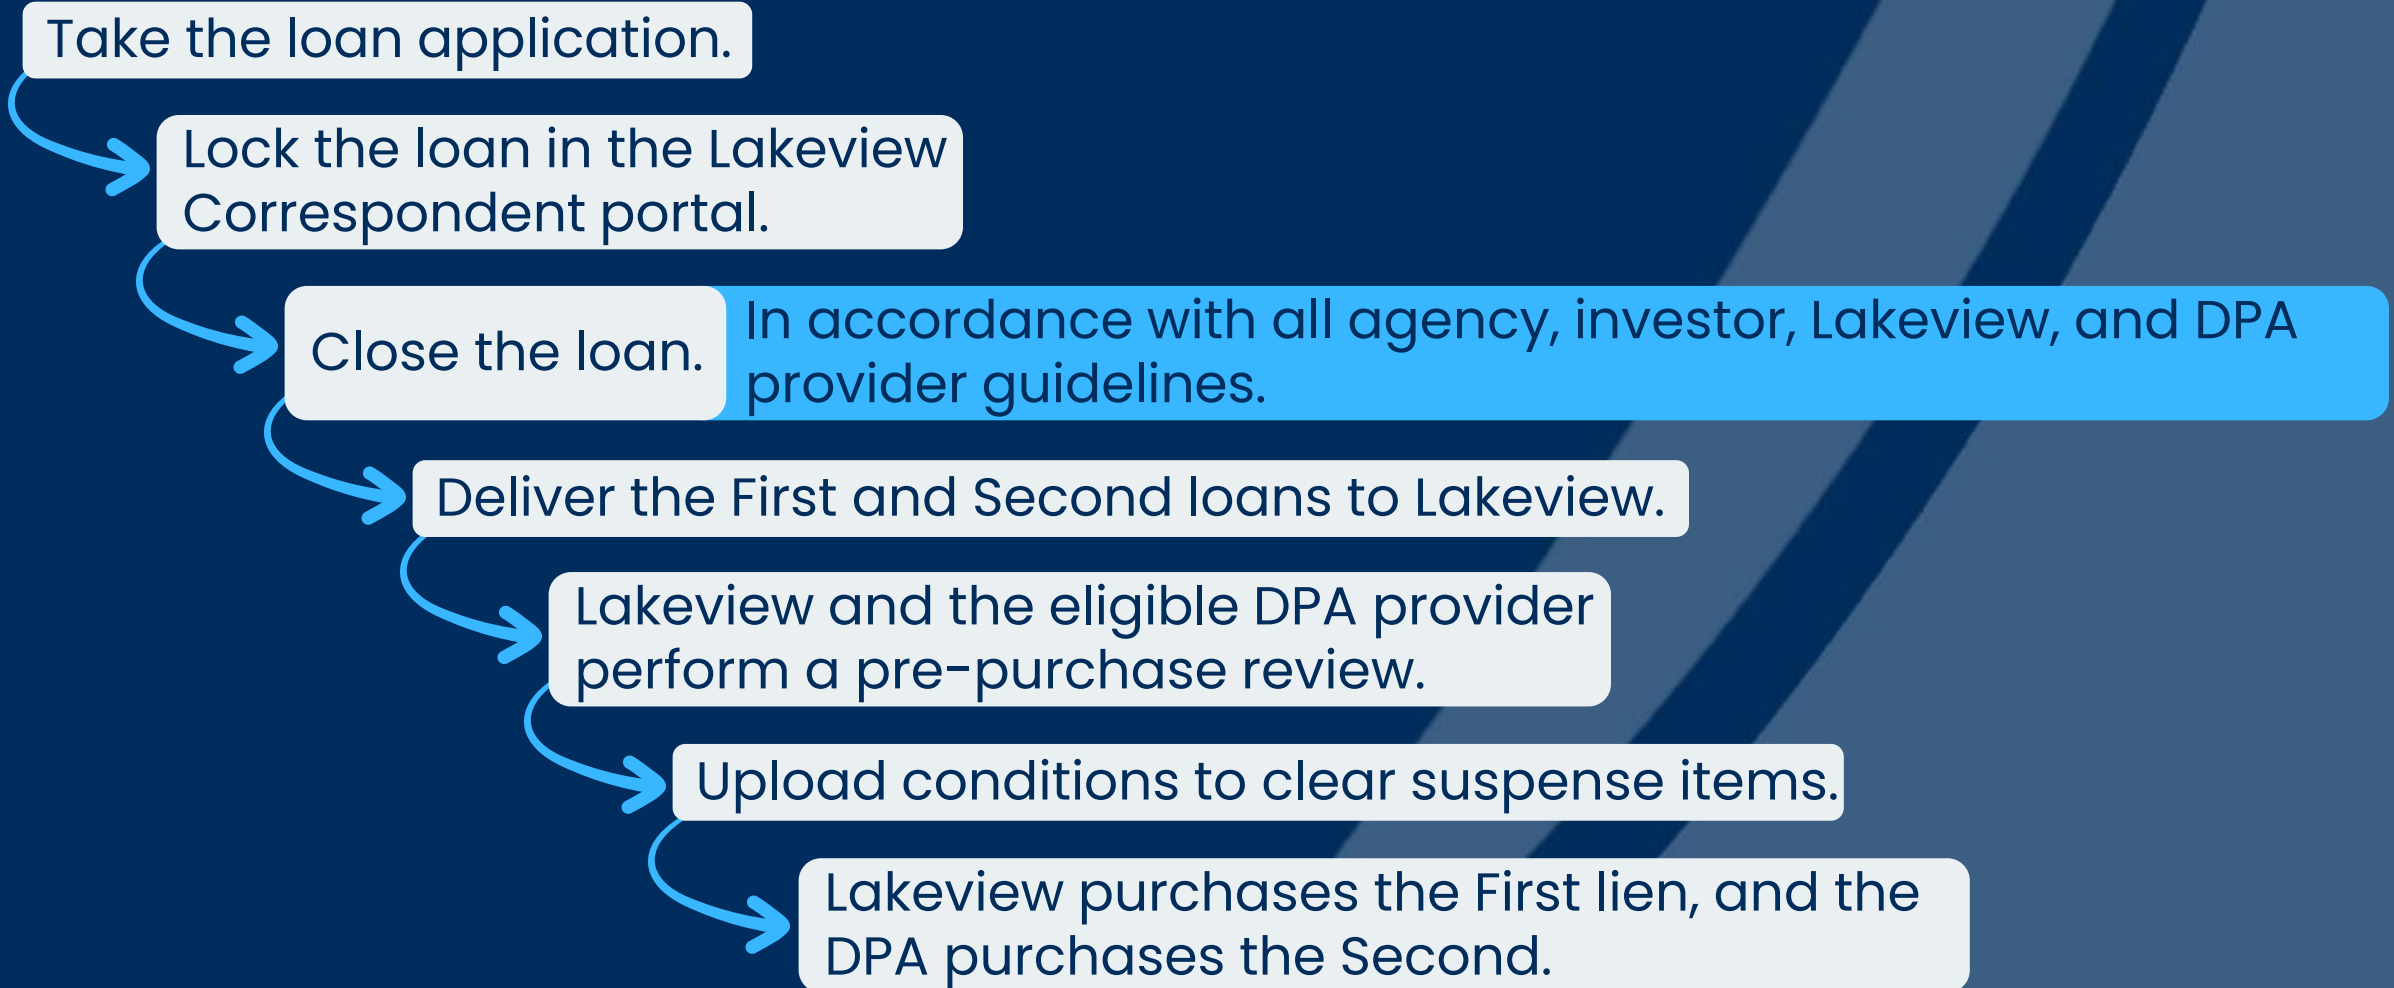 Take the loan application.
Lock the loan in the Lakeview
Correspondent portal.
Close the loan.
In accordance with all agency, investor, Lakeview, and DPA
provider guidelines.
Deliver the First and Second loans to Lakeview.
Lakeview and the eligible DPA provider
perform a pre-purchase review.
Upload conditions to clear suspense items.
Lakeview purchases the First lien, and the
DPA purchases the Second.